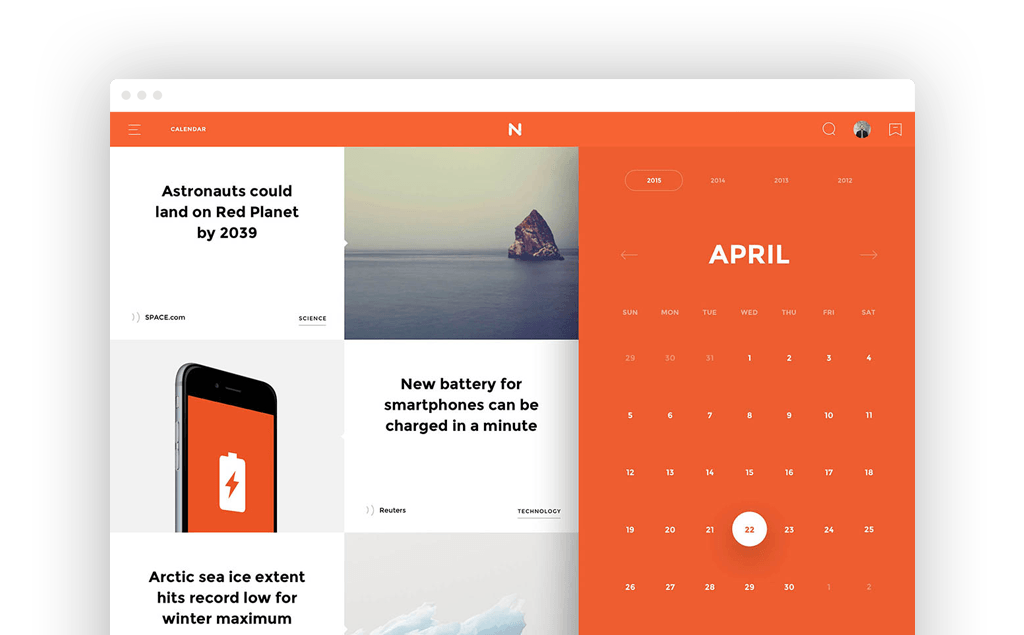 CALENDAR
N
Astronauts could
land on Red Planet
by 2039
SPACE.com
SCIENCE
New battery for
smartphones can be
charged in a minute
Reuters
TECHNOLOGY
Arctic sea ice extent
hits record low for
winter maximum
2015 2014 2013 2012
APRIL
SUN MON TUE WED THU FRI SAT
29 30 31 1 2 3 4
5 6 7 8 9 10 11
12 13 14 15 16 17 18
19 20 21 22 23 24 25
26 27 28 29 30 1 2